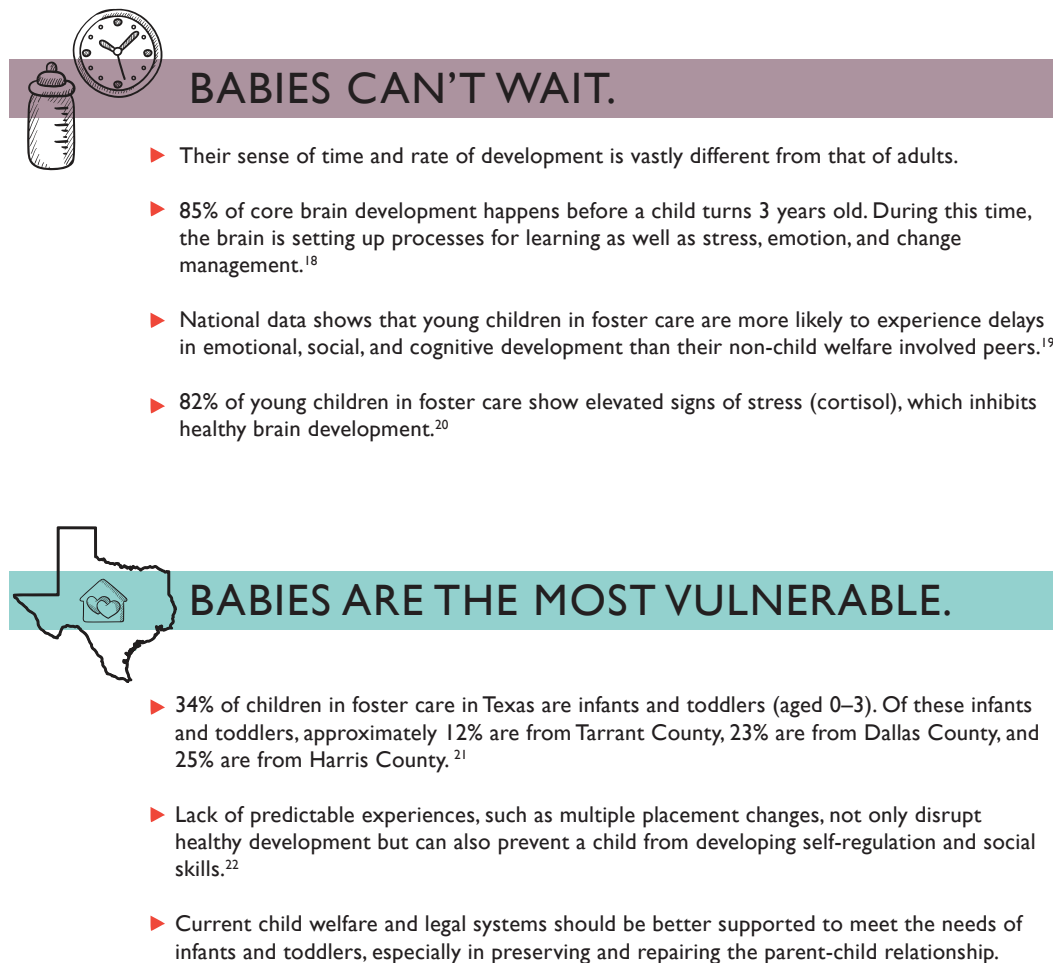 BABIES CAN'T WAIT.
▶ Their sense of time and rate of development is vastly different from that of adults.
▶ 85% of core brain development happens before a child turns 3 years old. During this time,
the brain is setting up processes for learning as well as stress, emotion, and change
management.18
▶ National data shows that young children in foster care are more likely to experience delays
in emotional, social, and cognitive development than their non-child welfare involved peers.19
▶ 82% of young children in foster care show elevated signs of stress (cortisol), which inhibits
healthy brain development.20
BABIES ARE THE MOST VULNERABLE.
▶ 34% of children in foster care in Texas are infants and toddlers (aged 0–3). Of these infants
and toddlers, approximately 12% are from Tarrant County, 23% are from Dallas County, and
25% are from Harris County. 21
▶ Lack of predictable experiences, such as multiple placement changes, not only disrupt
healthy development but can also prevent a child from developing self-regulation and social
skills.22
▶ Current child welfare and legal systems should be better supported to meet the needs of
infants and toddlers, especially in preserving and repairing the parent-child relationship.